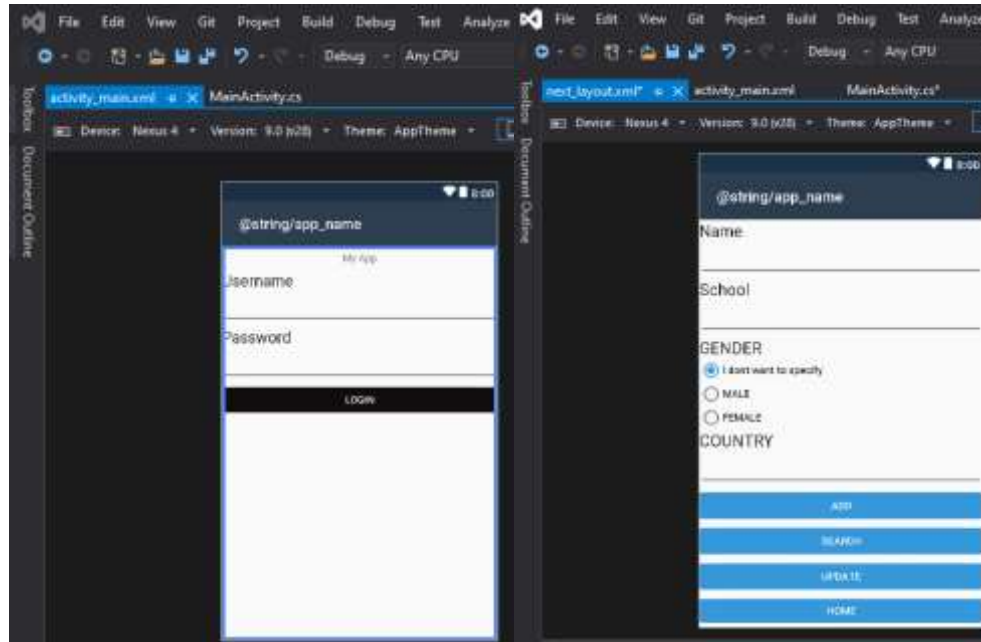 File Edit View Git Project Build Debug Test Analyze
Debug Any CPU
activity_main.xml MainActivity.cs
Device: Nexus 4 Version: 9.0 (v28) Theme: AppTheme
Toolbox
Document Outline
8:00
@string/app_name
My App
Username
Password
LOGIN
File Edit View Git Project Build Debug Test Analyze
Debug Any CPU
next_layout.xml* activity_main.xml MainActivity.cs*
Device: Nexus 4 Version: 9.0 (v28) Theme: AppTheme
Toolbox
Document Outline
8:00
@string/app_name
Name
School
GENDER
I dont want to specify
MALE
FEMALE
COUNTRY
ADD
SEARCH
UPDATE
HOME